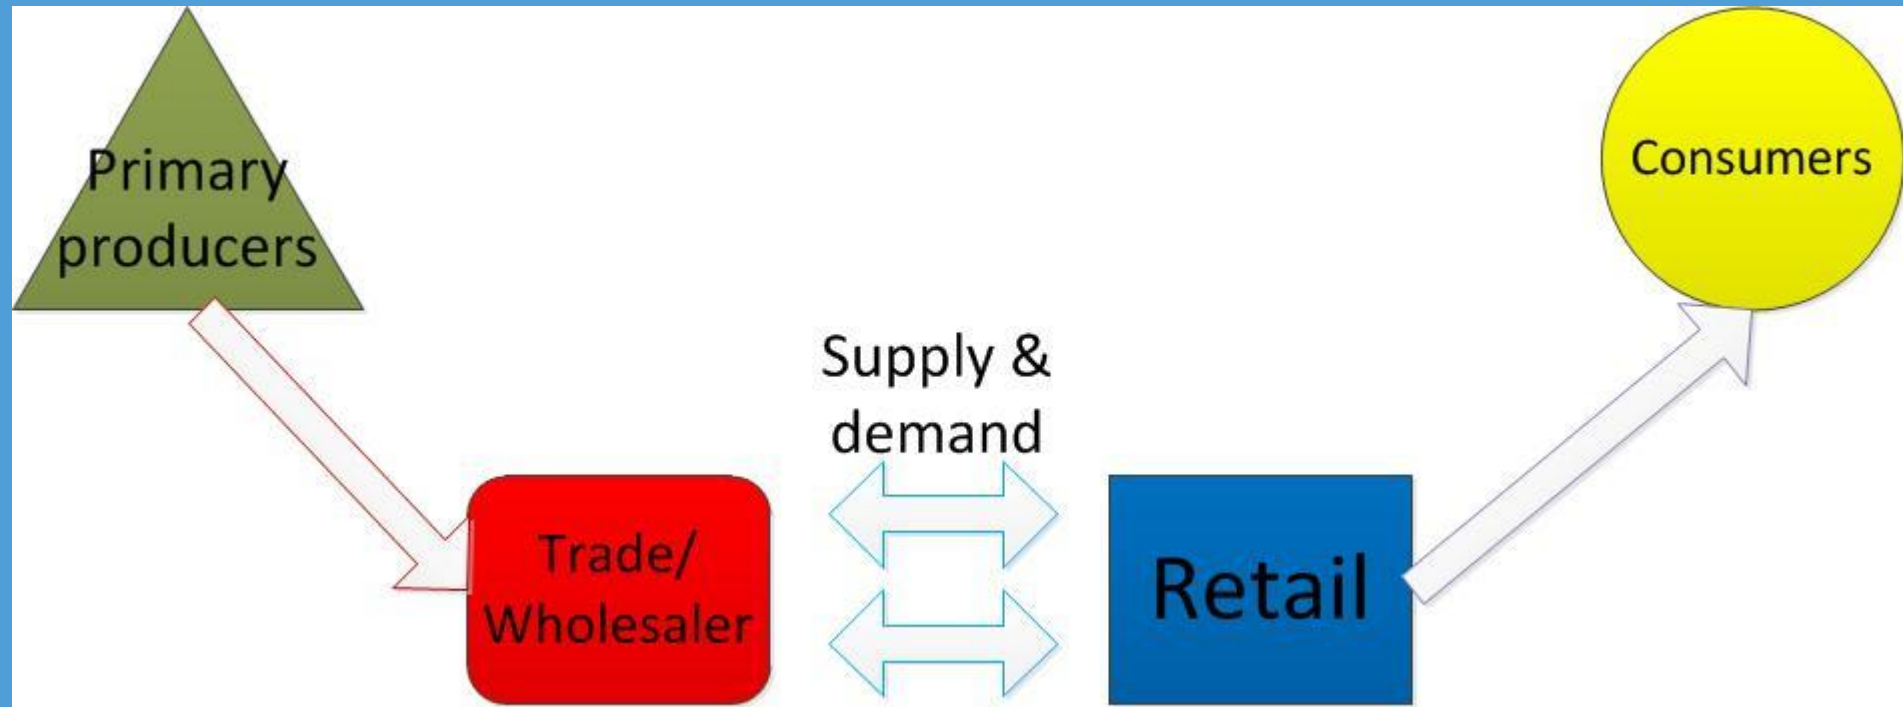 Primary
producers
Consumers
Supply &
demand
Trade/
Wholesaler
Retail